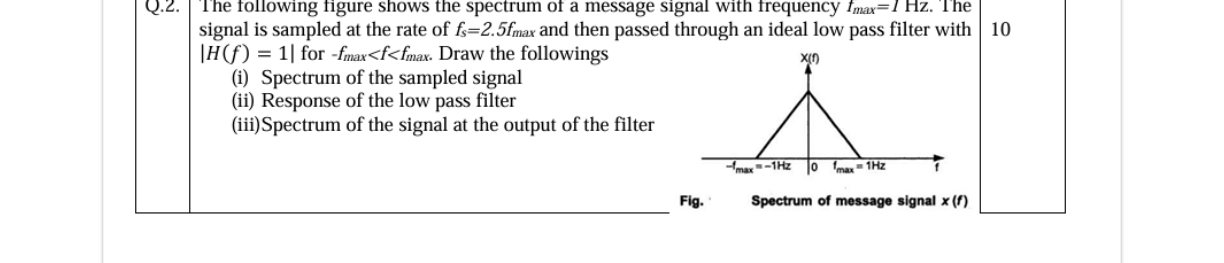 Q.2. The following figure shows the spectrum of a message signal with frequency fmax=1 Hz. The
signal is sampled at the rate of fs=2.5fmax and then passed through an ideal low pass filter with 10
|H(f) = 1| for -fmax<f<fmax. Draw the followings
(i) Spectrum of the sampled signal
(ii) Response of the low pass filter
(iii)Spectrum of the signal at the output of the filter
X(f)
-fmax = -1Hz 0 fmax = 1Hz f
Fig. Spectrum of message signal x (f)